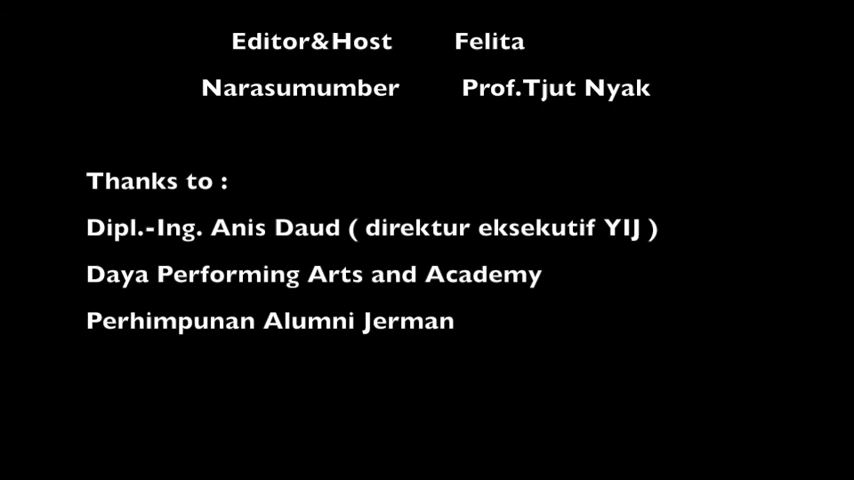 Editor&Host Felita
Narasumumber Prof.Tjut Nyak
Thanks to :
Dipl.-Ing. Anis Daud ( direktur eksekutif YIJ )
Daya Performing Arts and Academy
Perhimpunan Alumni Jerman